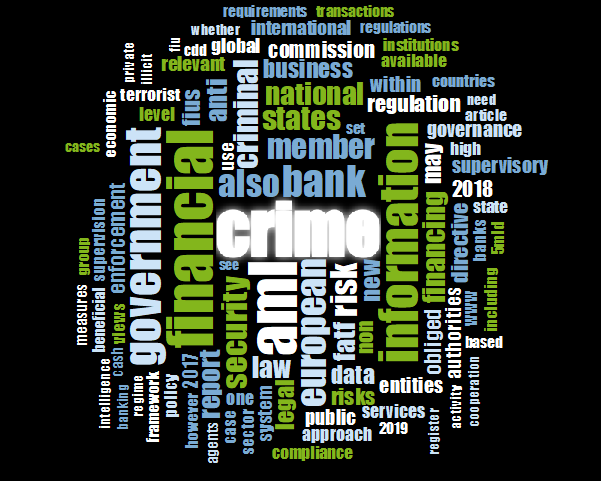 requirements transactions
whether international regulations
fiu cdd global commission institutions
private illicit relevant business available
terrorist fius anti criminal national within countries
economic level states regulation need
article
use set governance
cases member may high
also bank supervisory
government financial crime information 2018
group supervision enforcement state
see aml european risk new financing directive banks 5mld
measures beneficial views security fatf non obliged authorities www including
intelligence cash report law data based
banking regime framework policy however 2017 one legal risks entities activity cooperation
agents case sector system public services register
approach 2019
compliance